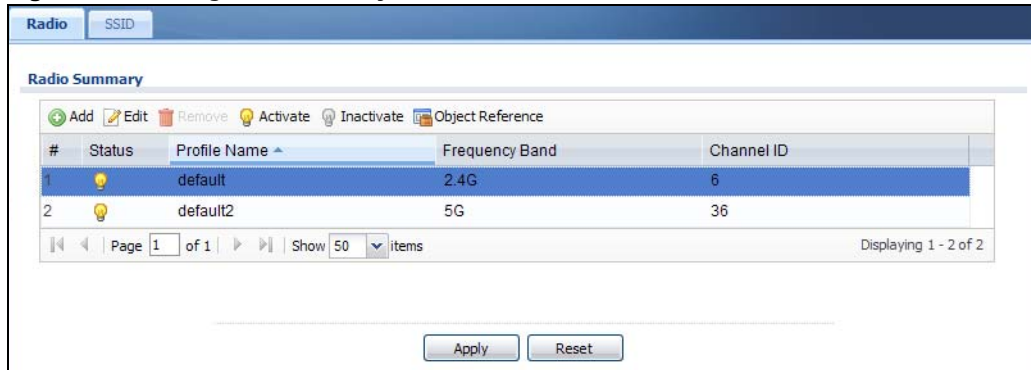 Radio SSID
Radio Summary
Add Edit Remove Activate Inactivate Object Reference
# Status Profile Name Frequency Band Channel ID
1 default 2.4G 6
2 default2 5G 36
Page 1 of 1 Show 50 items Displaying 1 - 2 of 2
Apply Reset